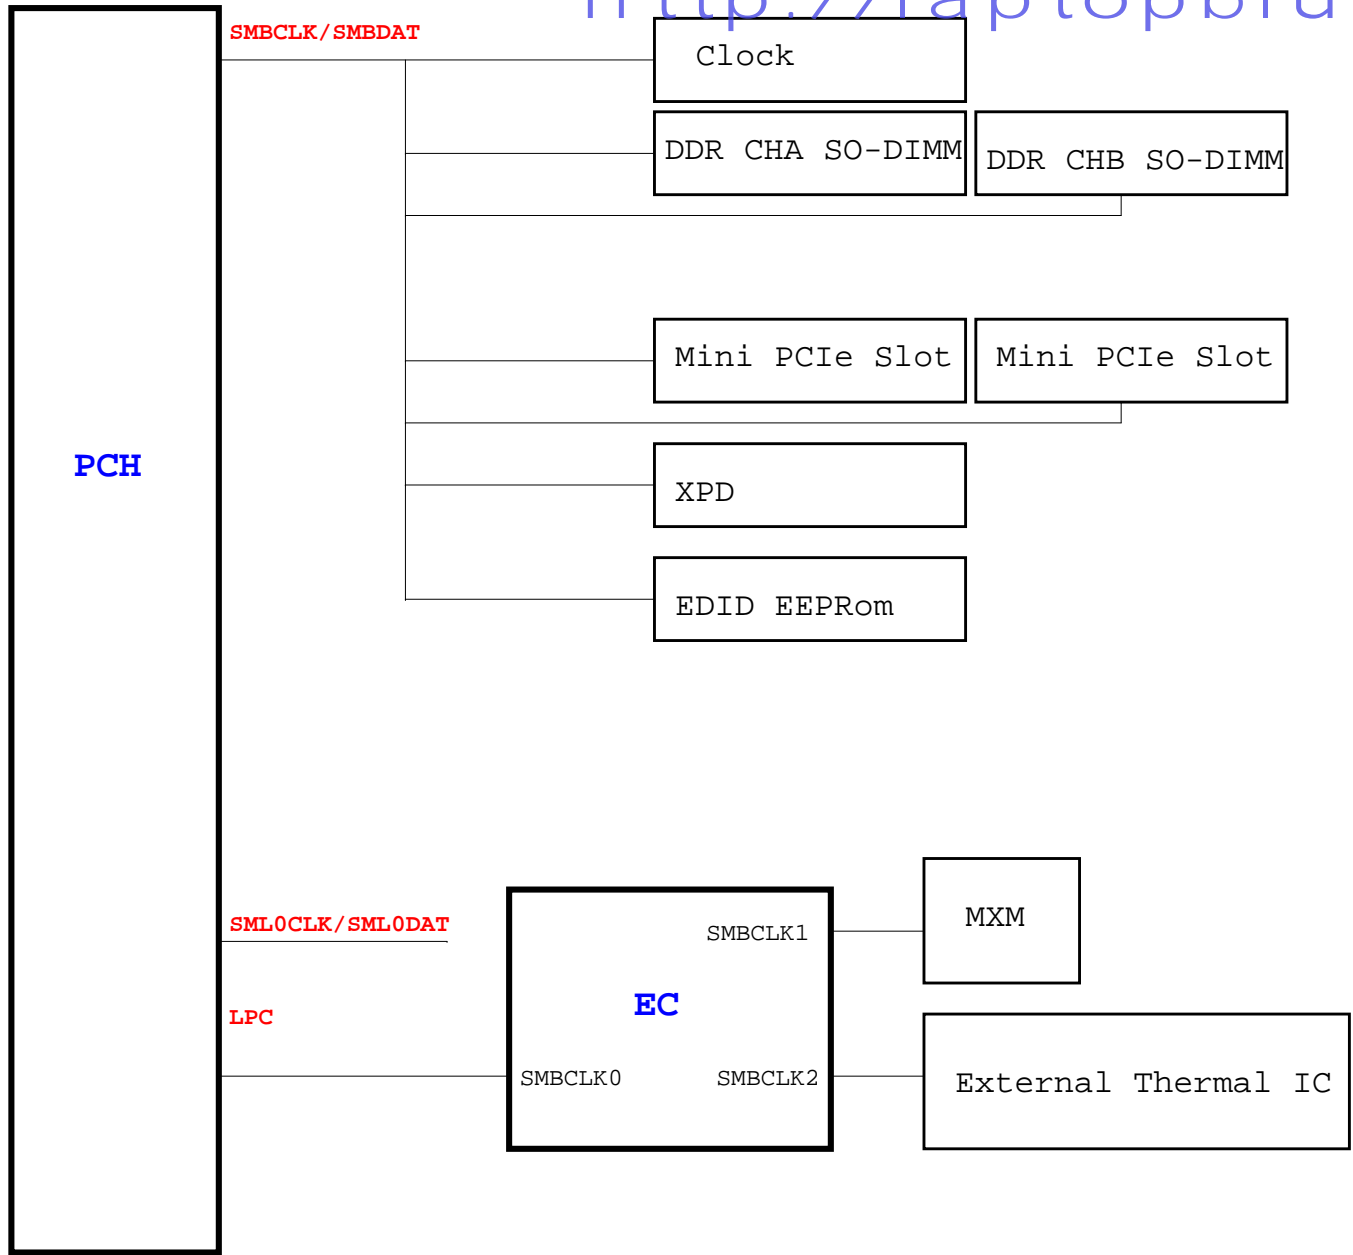 SMBCLK/SMBDAT
Clock
DDR CHA SO-DIMM
DDR CHB SO-DIMM
Mini PCIe Slot
Mini PCIe Slot
PCH
XPD
EDID EEPRom
SML0CLK/SML0DAT
SMBCLK1
MXM
EC
LPC
SMBCLK0
SMBCLK2
External Thermal IC